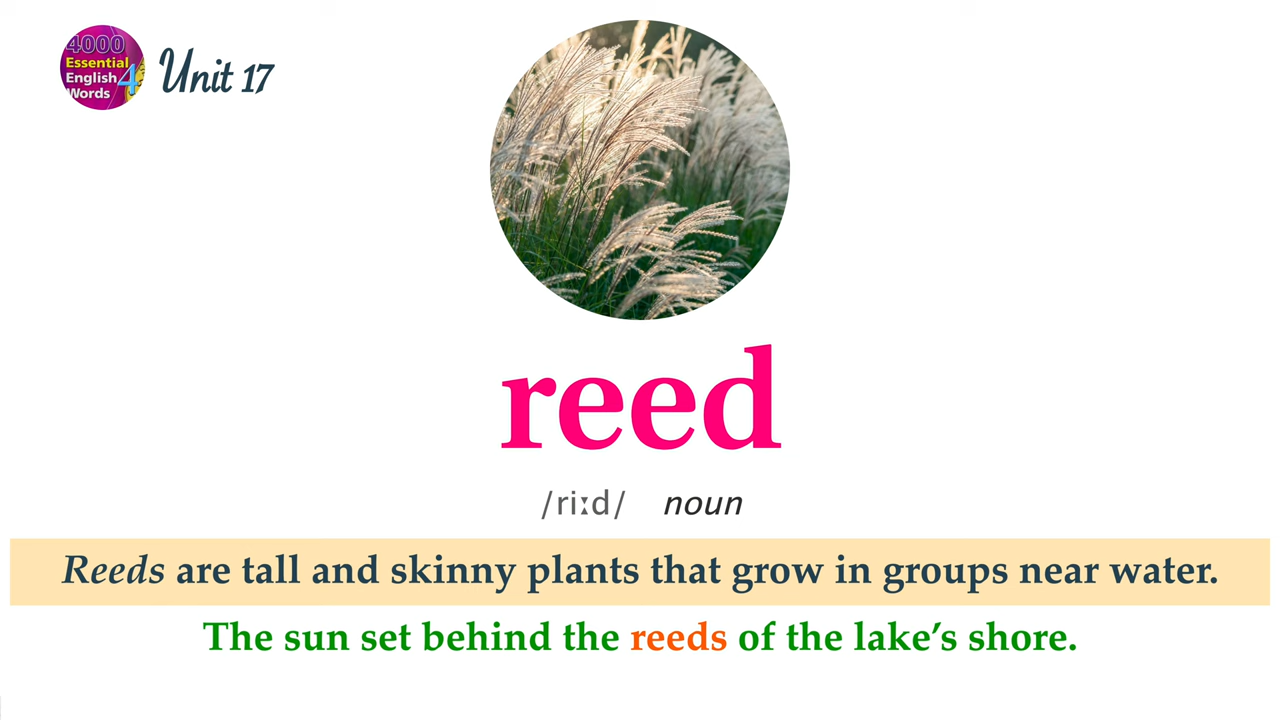 4000
Essential
English
Words
4
Unit 17
reed
/riːd/ noun
Reeds are tall and skinny plants that grow in groups near water.
The sun set behind the reeds of the lake’s shore.